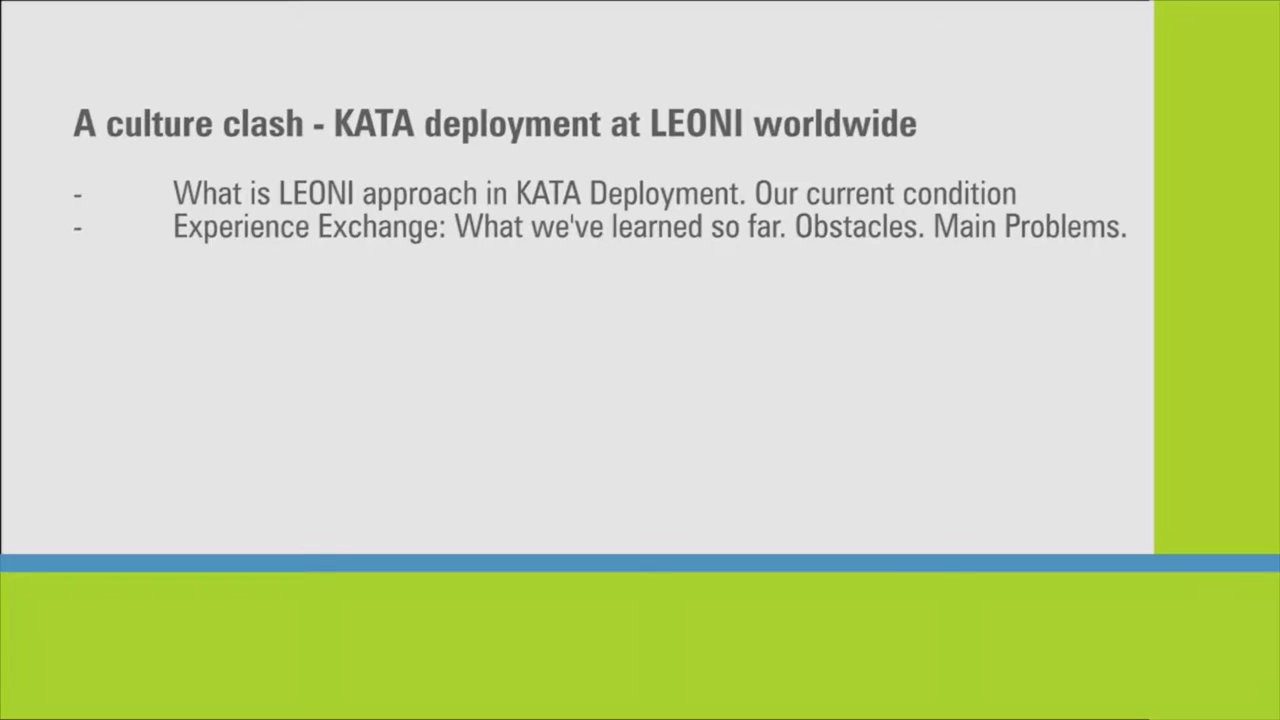 A culture clash - KATA deployment at LEONI worldwide
- What is LEONI approach in KATA Deployment. Our current condition
- Experience Exchange: What we've learned so far. Obstacles. Main Problems.